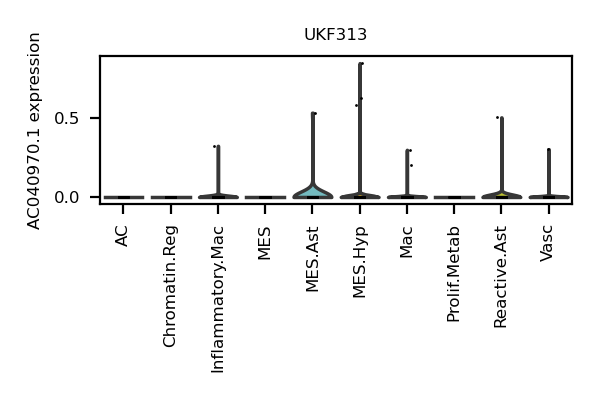 UKF313
AC040970.1 expression
0.5
0.0
AC
Chromatin.Reg
Inflammatory.Mac
MES
MES.Ast
MES.Hyp
Mac
Prolif.Metab
Reactive.Ast
Vasc